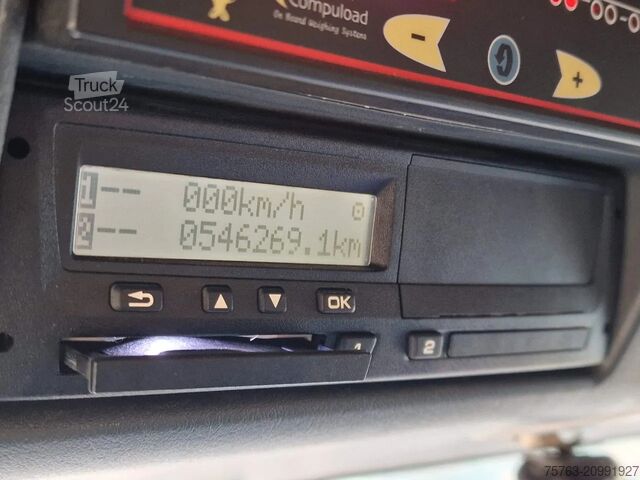 Compuload
On Board Weighing Systems
-
+
Truck
Scout24
1-- 000km/h
2-- 0546269.1km
OK
1
2
75763-20991927